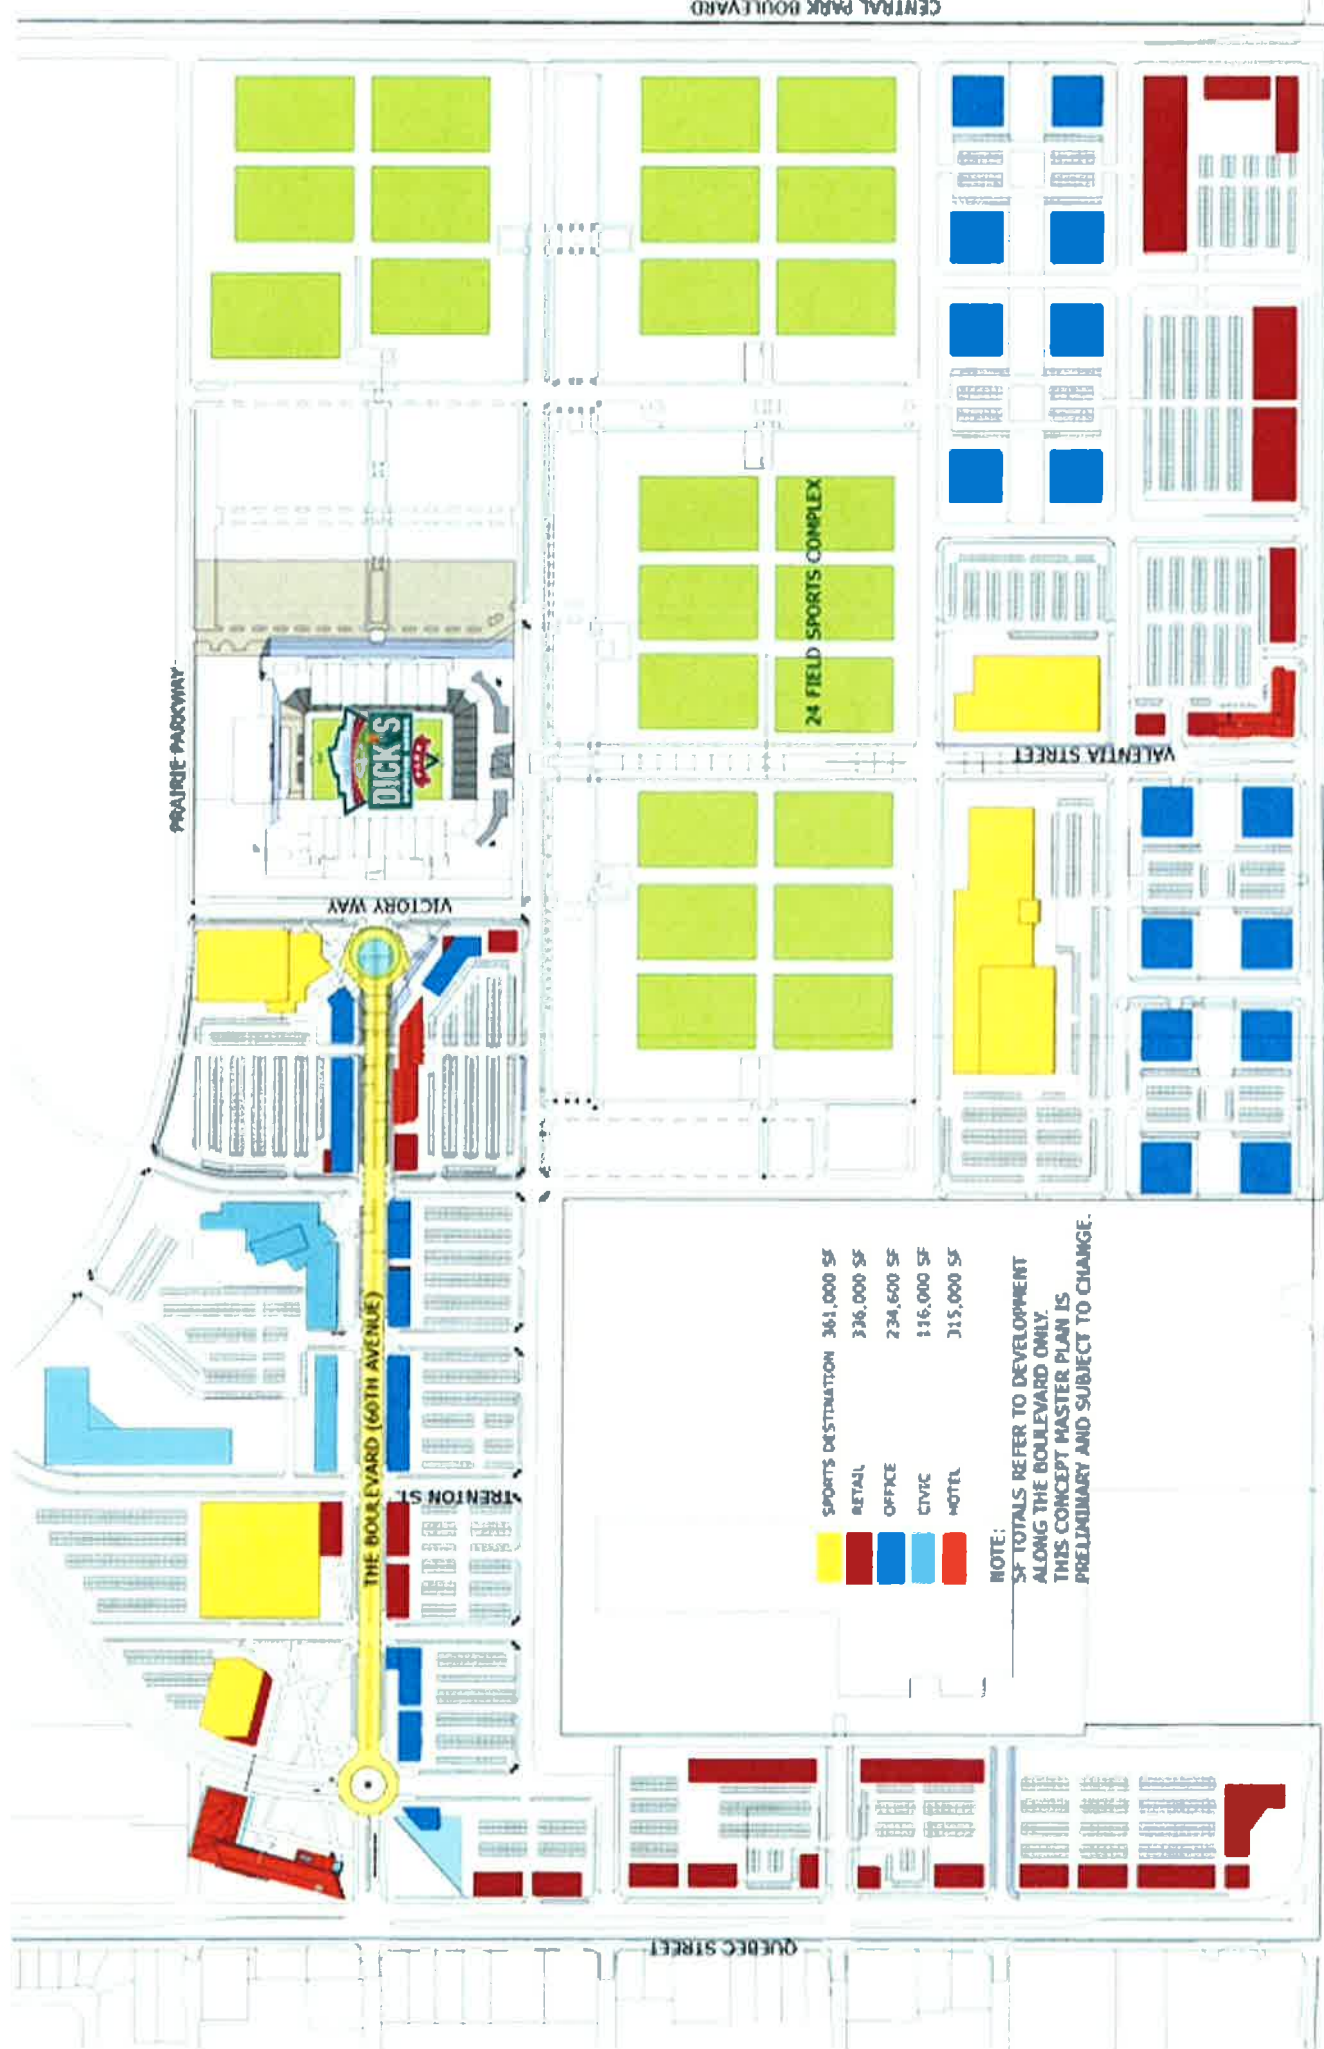 CENTRAL PARK BOULEVARD
PRAIRIE PARKWAY
DICK'S
VICTORY WAY
24 FIELD SPORTS COMPLEX
VALENTIA STREET
THE BOULEVARD (60TH AVENUE)
TRENTON ST.
SPORTS DESTINATION 361,000 SF
RETAIL 336,000 SF
OFFICE 234,600 SF
CIVIC 116,000 SF
HOTEL 315,000 SF
NOTE:
SF TOTALS REFER TO DEVELOPMENT
ALONG THE BOULEVARD ONLY.
THIS CONCEPT MASTER PLAN IS
PRELIMINARY AND SUBJECT TO CHANGE.
QUEBEC STREET